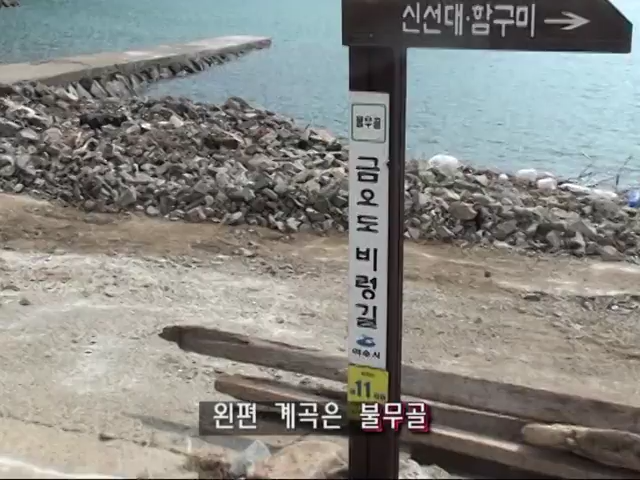 신선대·함구미
불무골
금오도 비렁길
여수시
11
왼편 계곡은 불무골